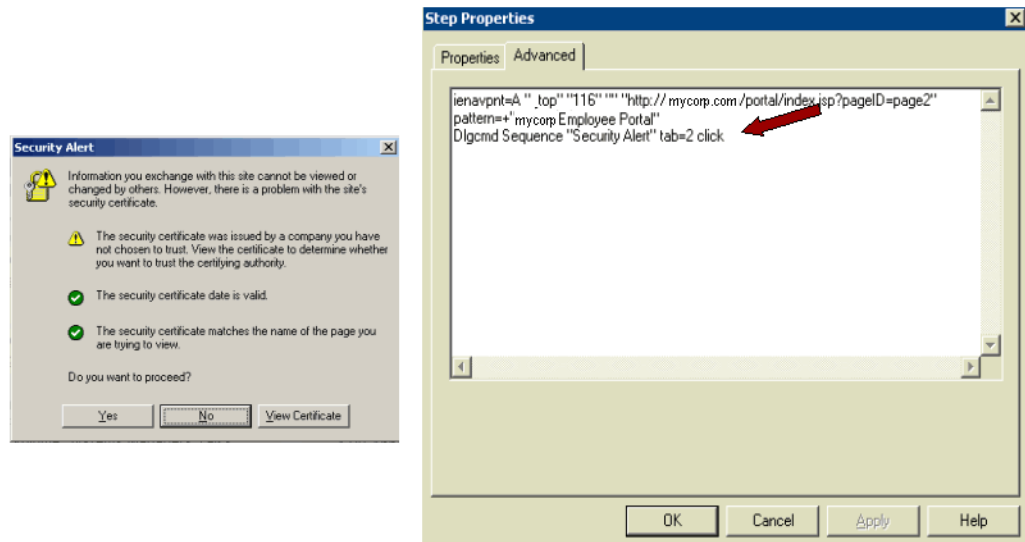 Security Alert
Information you exchange with this site cannot be viewed or
changed by others. However, there is a problem with the site's
security certificate.
The security certificate was issued by a company you have
not chosen to trust. View the certificate to determine whether
you want to trust the certifying authority.
The security certificate date is valid.
The security certificate matches the name of the page you
are trying to view.
Do you want to proceed?
Yes
No
View Certificate
Step Properties
Properties
Advanced
ienavpnt=A "_top" "116" "" "http:// mycorp.com /portal/index.jsp?pageID=page2"
pattern=+"mycorp Employee Portal"
Dlgcmd Sequence "Security Alert" tab=2 click
OK
Cancel
Apply
Help